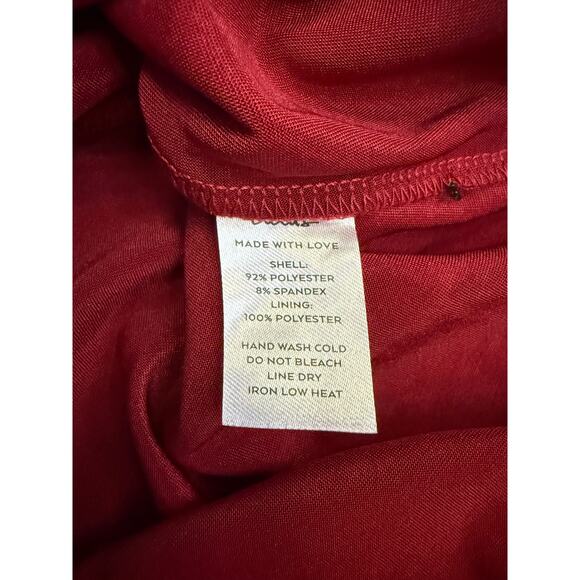 MADE WITH LOVE
SHELL:
92% POLYESTER
8% SPANDEX
LINING:
100% POLYESTER
HAND WASH COLD
DO NOT BLEACH
LINE DRY
IRON LOW HEAT